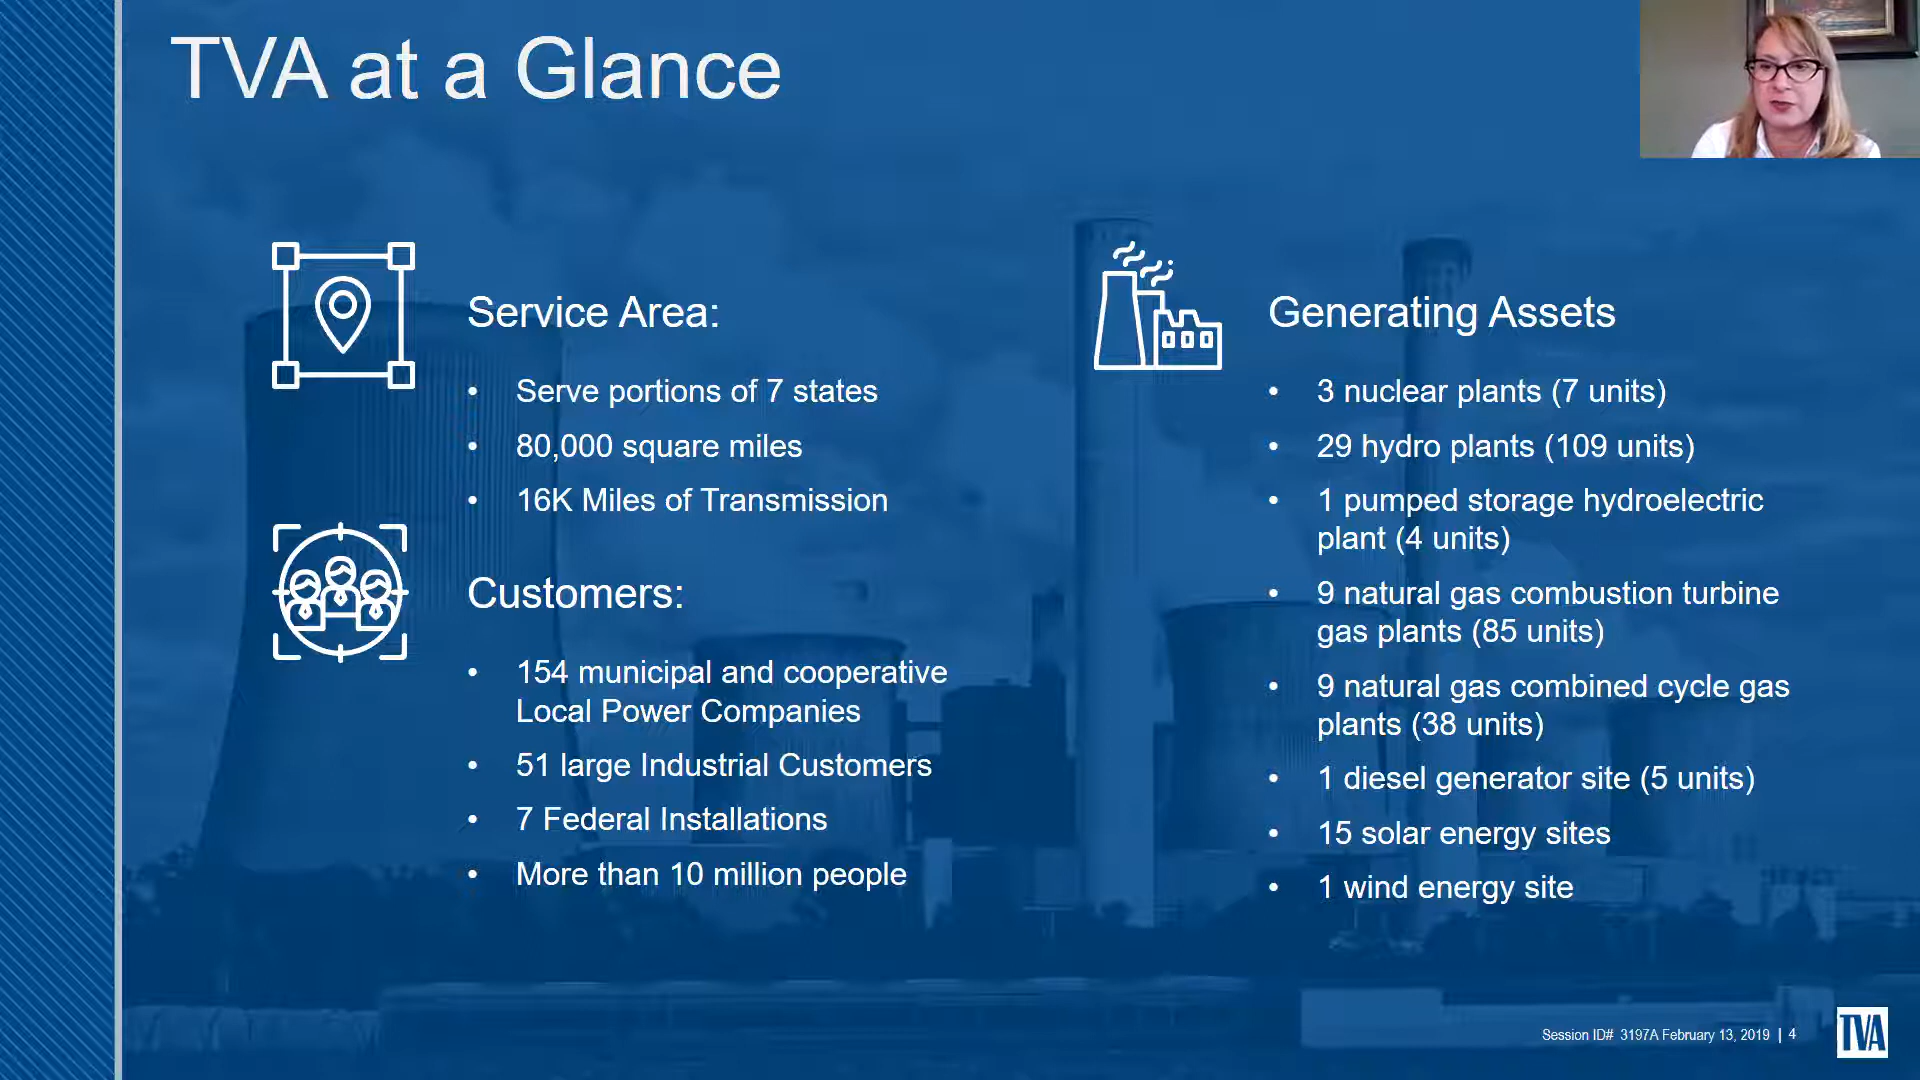 TVA at a Glance
Service Area:
• Serve portions of 7 states
• 80,000 square miles
• 16K Miles of Transmission
Customers:
• 154 municipal and cooperative
Local Power Companies
• 51 large Industrial Customers
• 7 Federal Installations
• More than 10 million people
Generating Assets
• 3 nuclear plants (7 units)
• 29 hydro plants (109 units)
• 1 pumped storage hydroelectric
plant (4 units)
• 9 natural gas combustion turbine
gas plants (85 units)
• 9 natural gas combined cycle gas
plants (38 units)
• 1 diesel generator site (5 units)
• 15 solar energy sites
• 1 wind energy site
Session ID# 3197A February 13, 2019 | 4
TVA